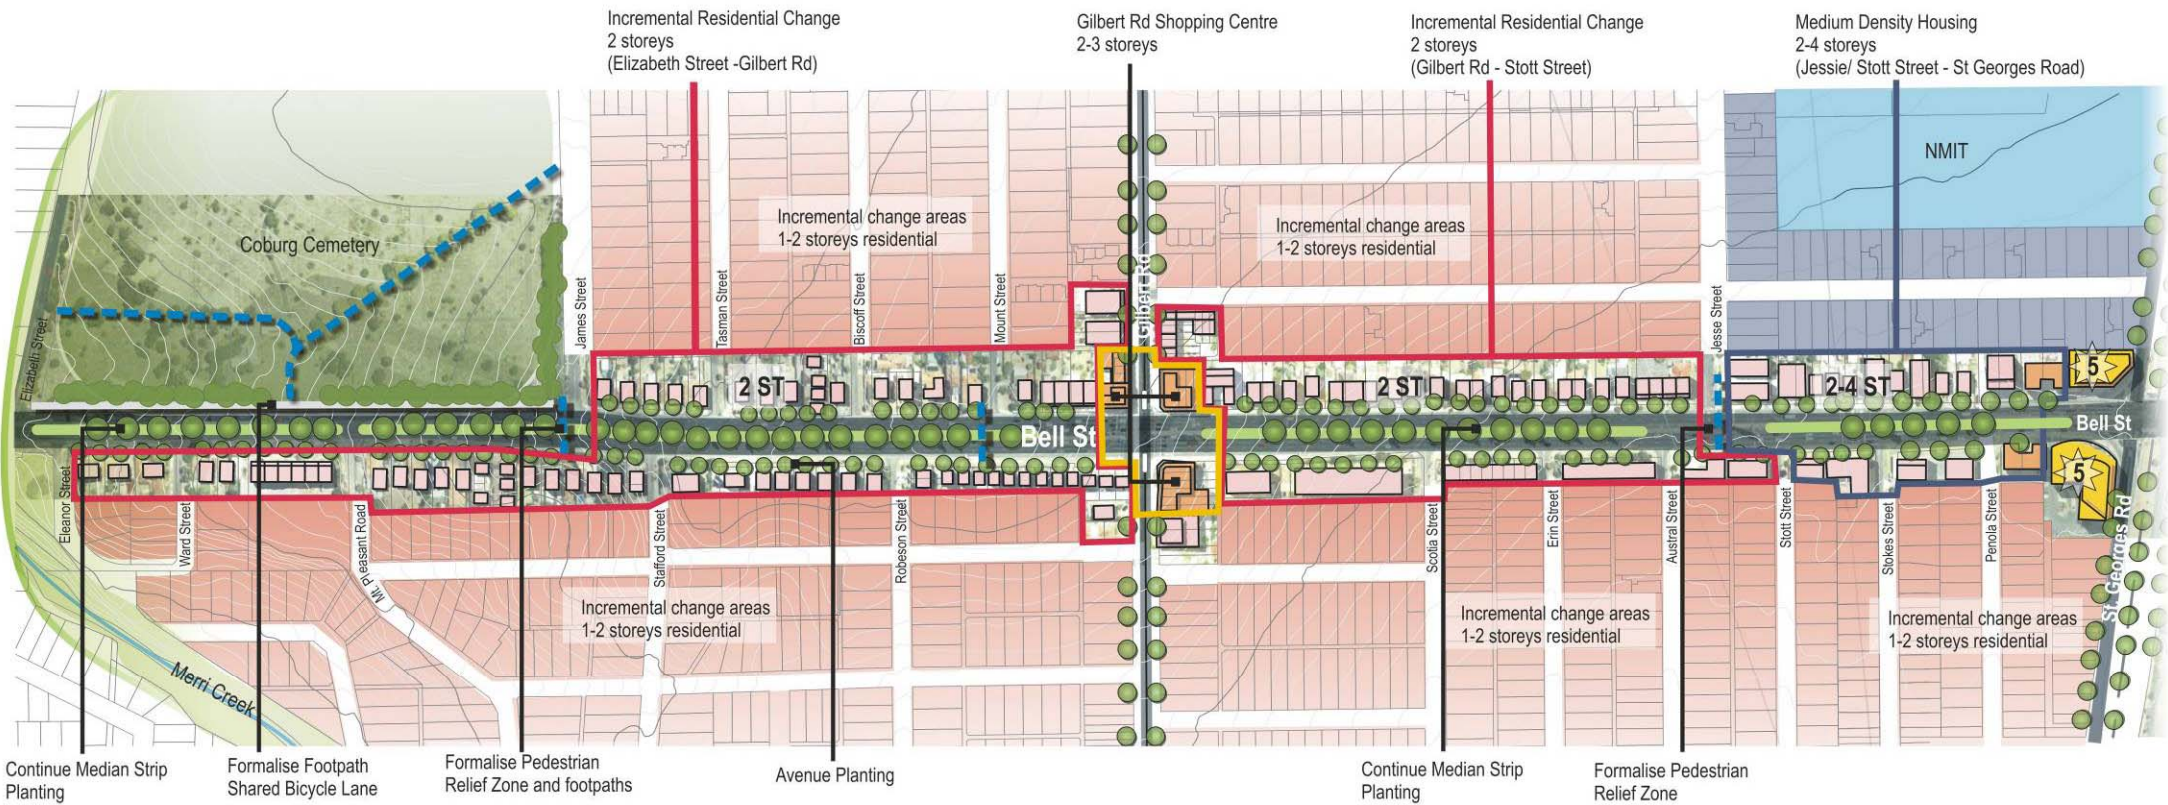 Incremental Residential Change
2 storeys
(Elizabeth Street -Gilbert Rd)
Gilbert Rd Shopping Centre
2-3 storeys
Incremental Residential Change
2 storeys
(Gilbert Rd - Stott Street)
Medium Density Housing
2-4 storeys
(Jessie/ Stott Street - St Georges Road)
NMIT
Coburg Cemetery
Incremental change areas
1-2 storeys residential
Incremental change areas
1-2 storeys residential
Elizabeth Street
James Street
Tasman Street
Biscoff Street
Mount Street
Gilbert Rd
Jesse Street
2 ST
2 ST
2-4 ST
5
Bell St
Bell St
5
Eleanor Street
Ward Street
Mt. Pleasant Road
Stafford Street
Robeson Street
Scotia Street
Erin Street
Austral Street
Stott Street
Stokes Street
Penola Street
St. Georges Rd
Incremental change areas
1-2 storeys residential
Incremental change areas
1-2 storeys residential
Incremental change areas
1-2 storeys residential
Merri Creek
Continue Median Strip
Planting
Formalise Footpath
Shared Bicycle Lane
Formalise Pedestrian
Relief Zone and footpaths
Avenue Planting
Continue Median Strip
Planting
Formalise Pedestrian
Relief Zone